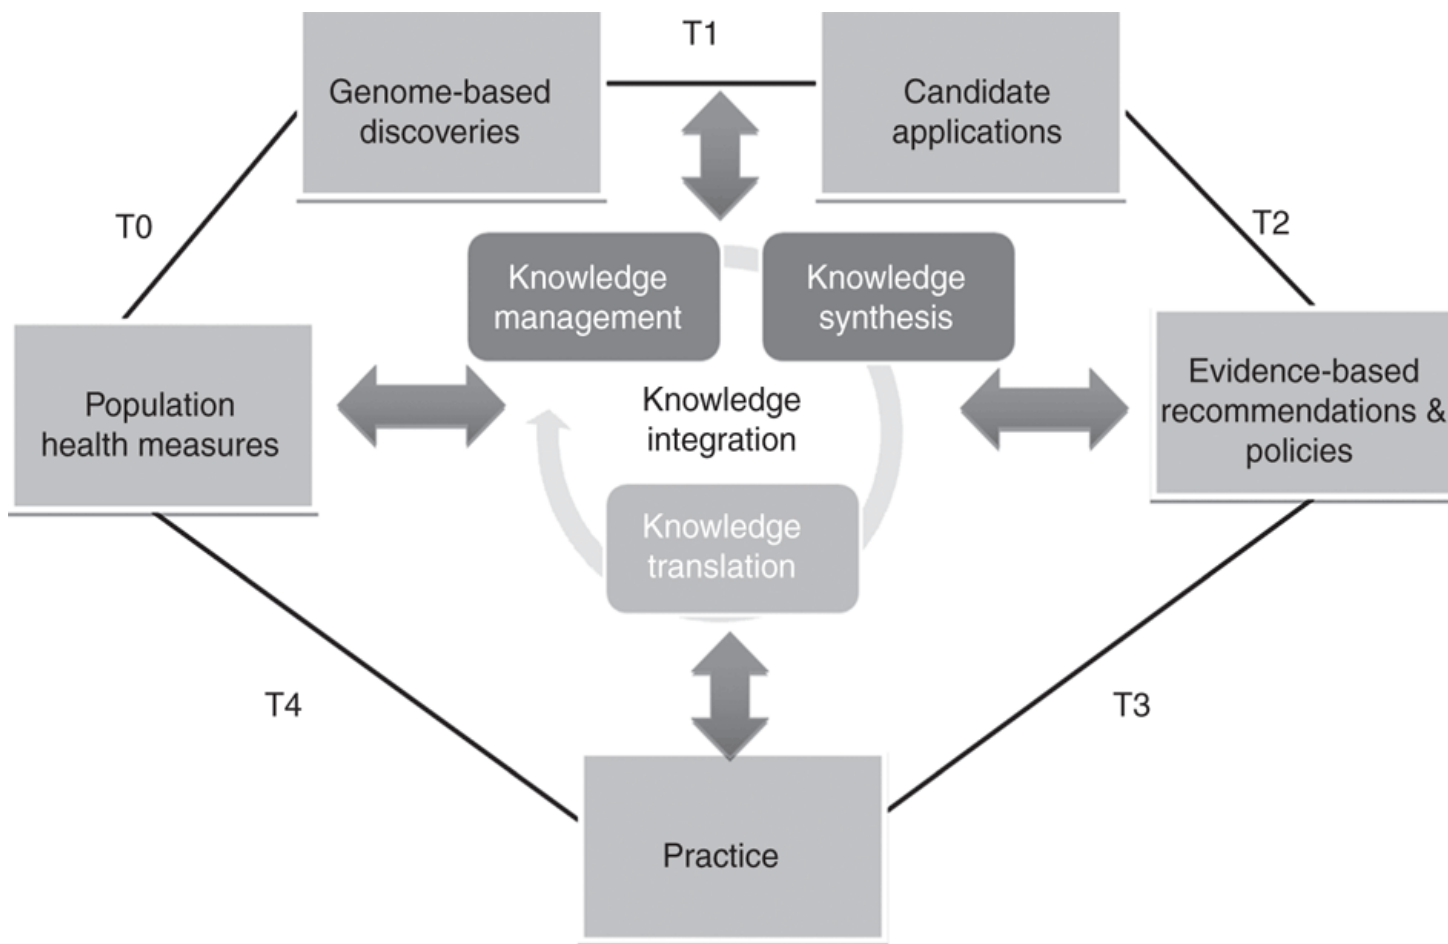 T1
Genome-based
discoveries
Candidate
applications
T0
T2
Knowledge
management
Knowledge
synthesis
Population
health measures
Knowledge
integration
Evidence-based
recommendations &
policies
Knowledge
translation
T4
T3
Practice